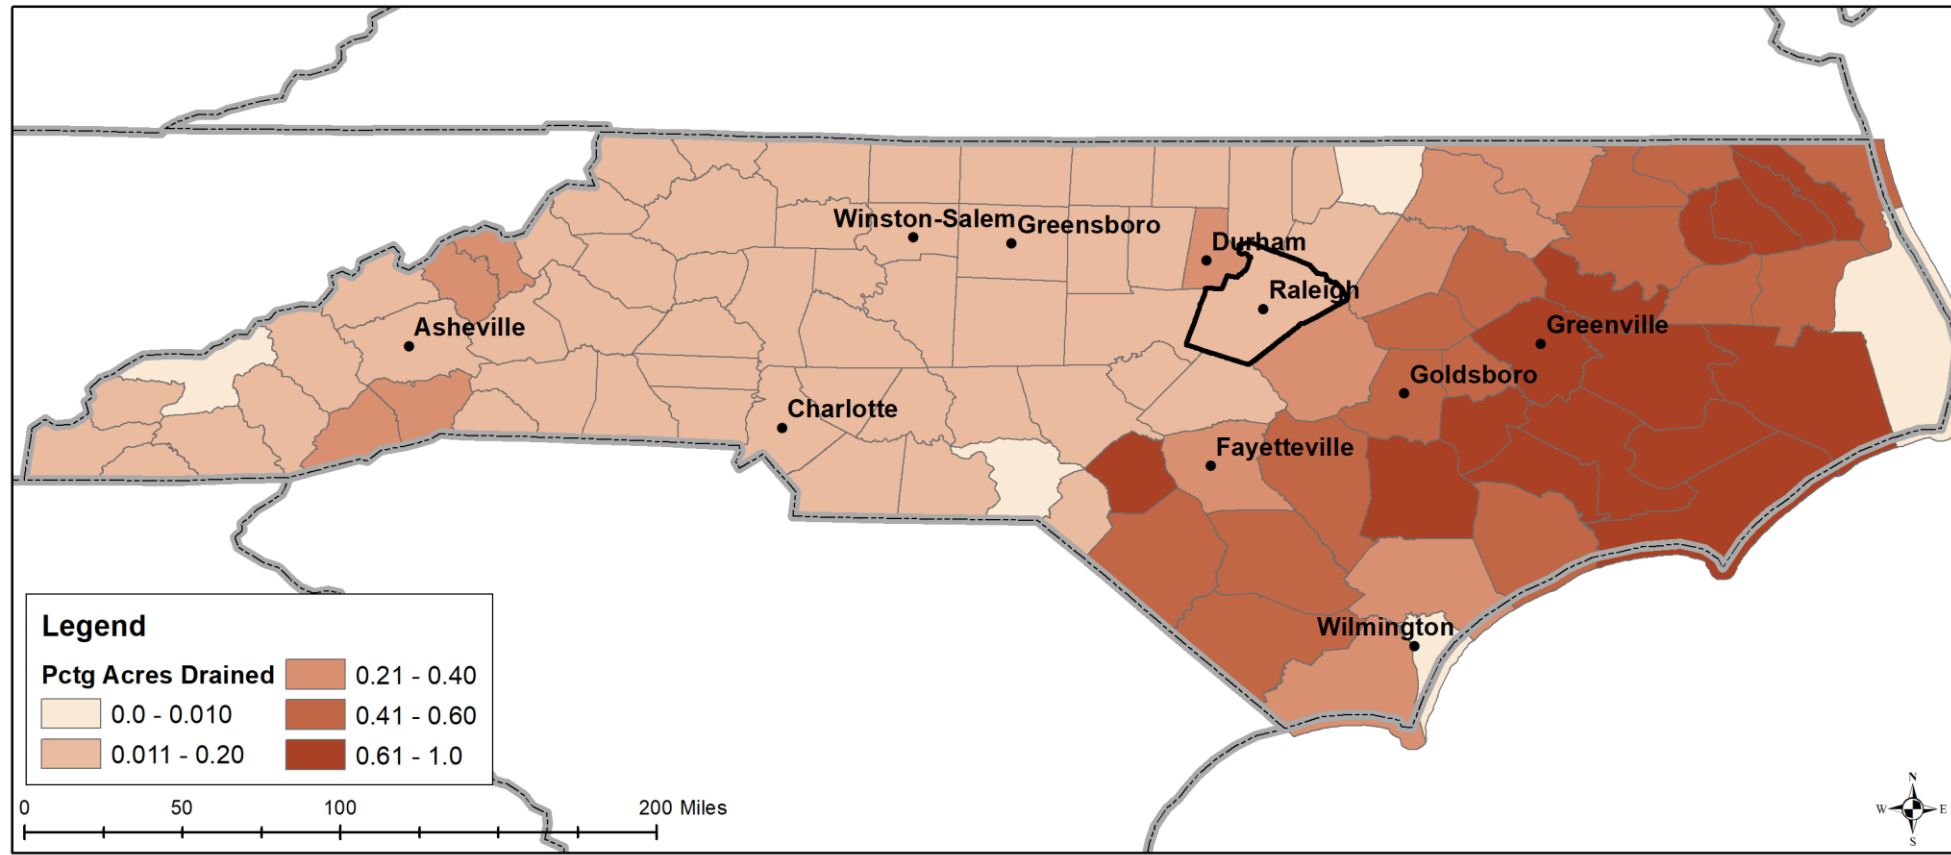 Winston-Salem
Greensboro
Durham
Raleigh
Asheville
Greenville
Goldsboro
Charlotte
Fayetteville
Wilmington
Legend
Pctg Acres Drained
0.0 - 0.010
0.011 - 0.20
0.21 - 0.40
0.41 - 0.60
0.61 - 1.0
0 50 100 200 Miles
N
W E
S